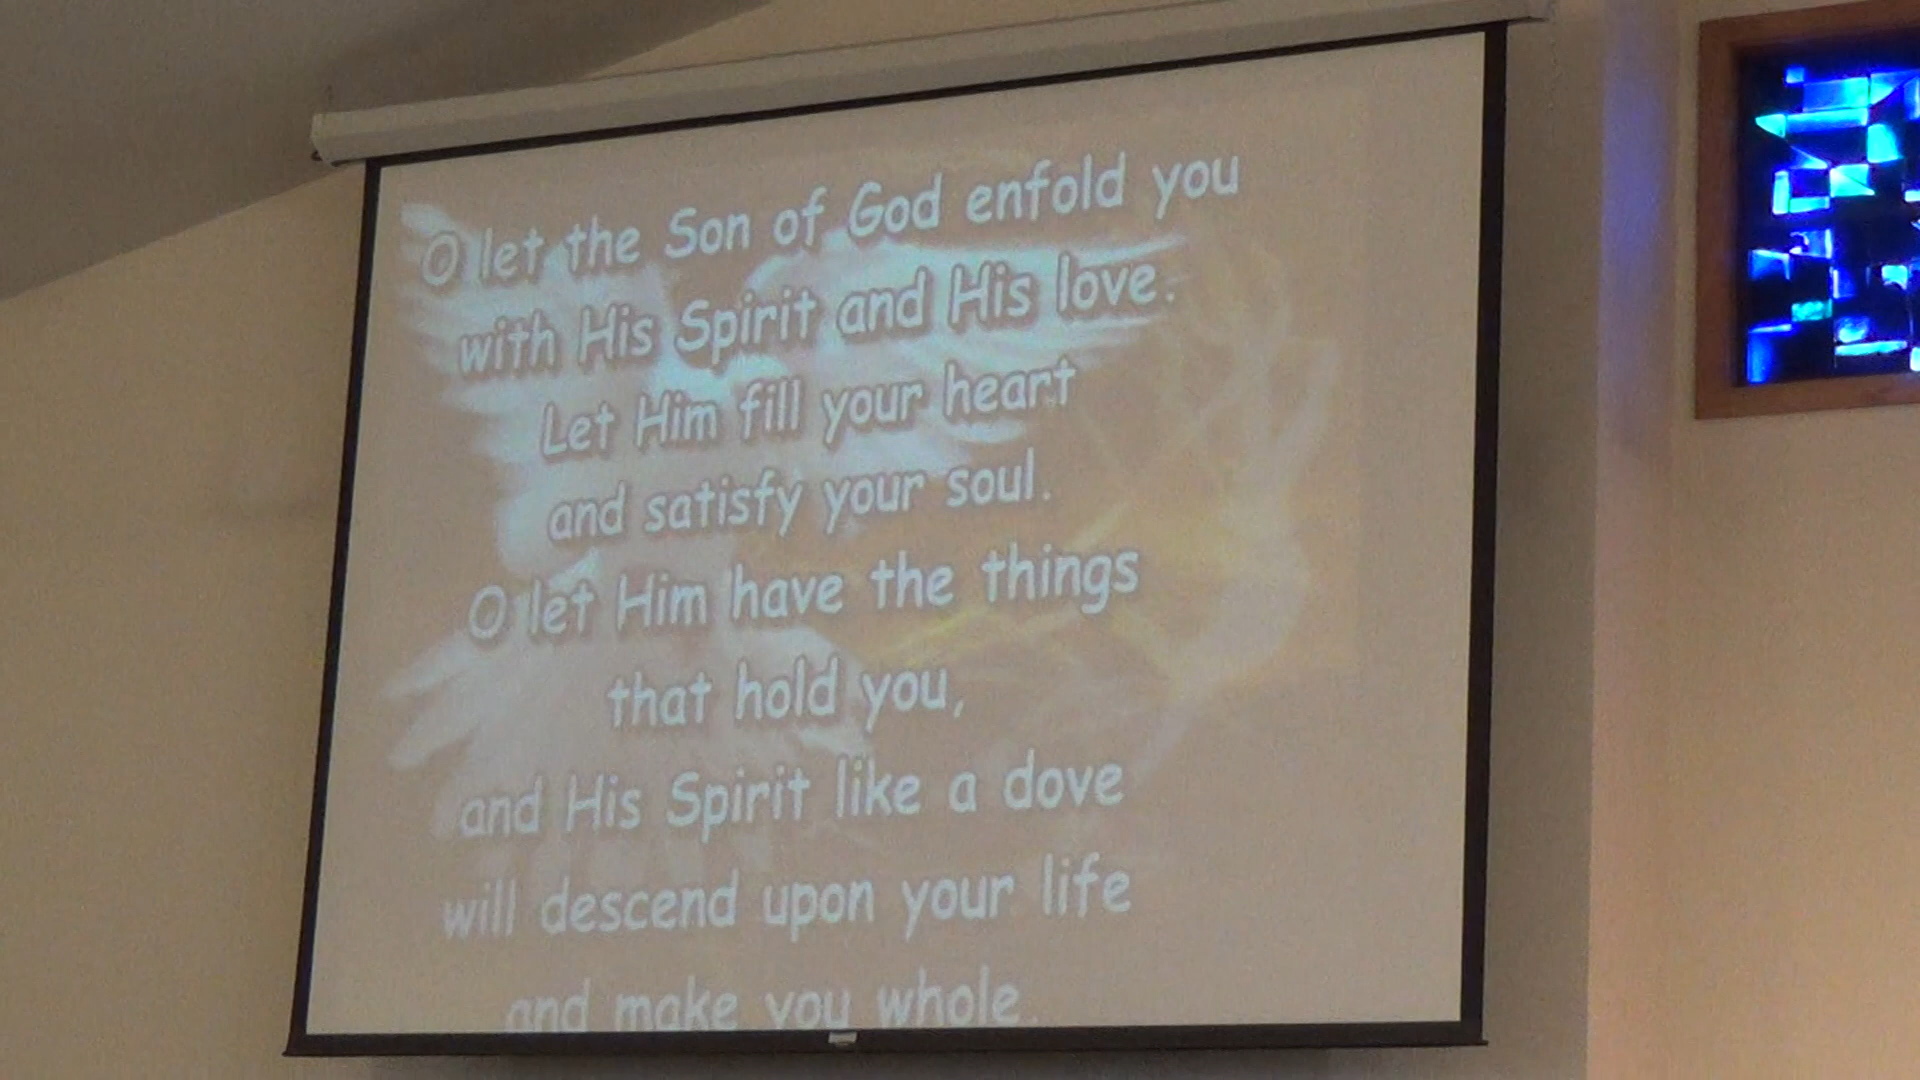 O let the Son of God enfold you
with His Spirit and His love.
Let Him fill your heart
and satisfy your soul.
O let Him have the things
that hold you,
and His Spirit like a dove
will descend upon your life
and make you whole.